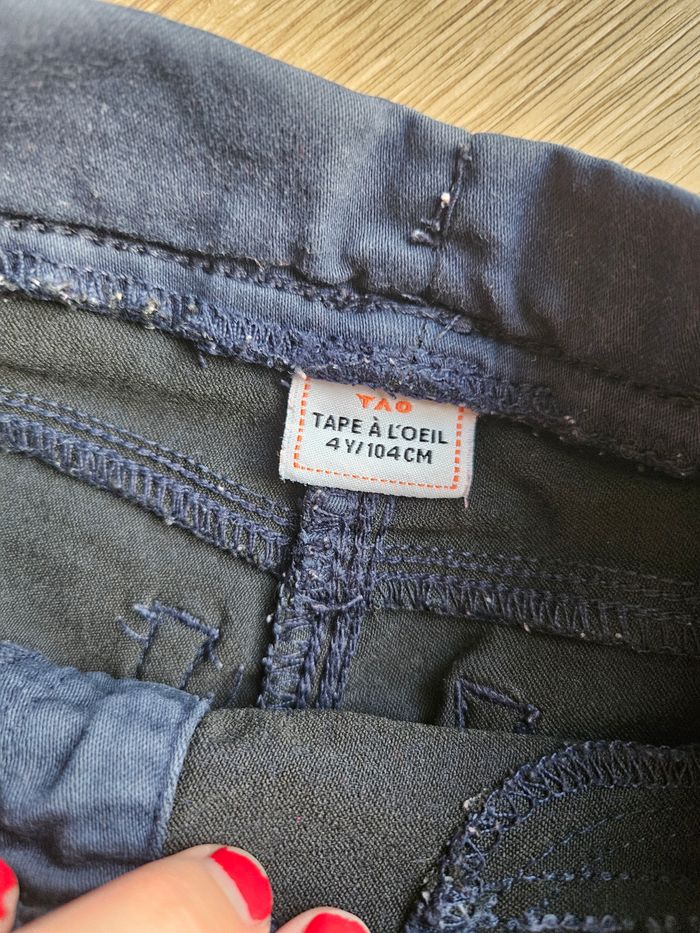 TAO
TAPE À L'OEIL
4 Y/104 CM